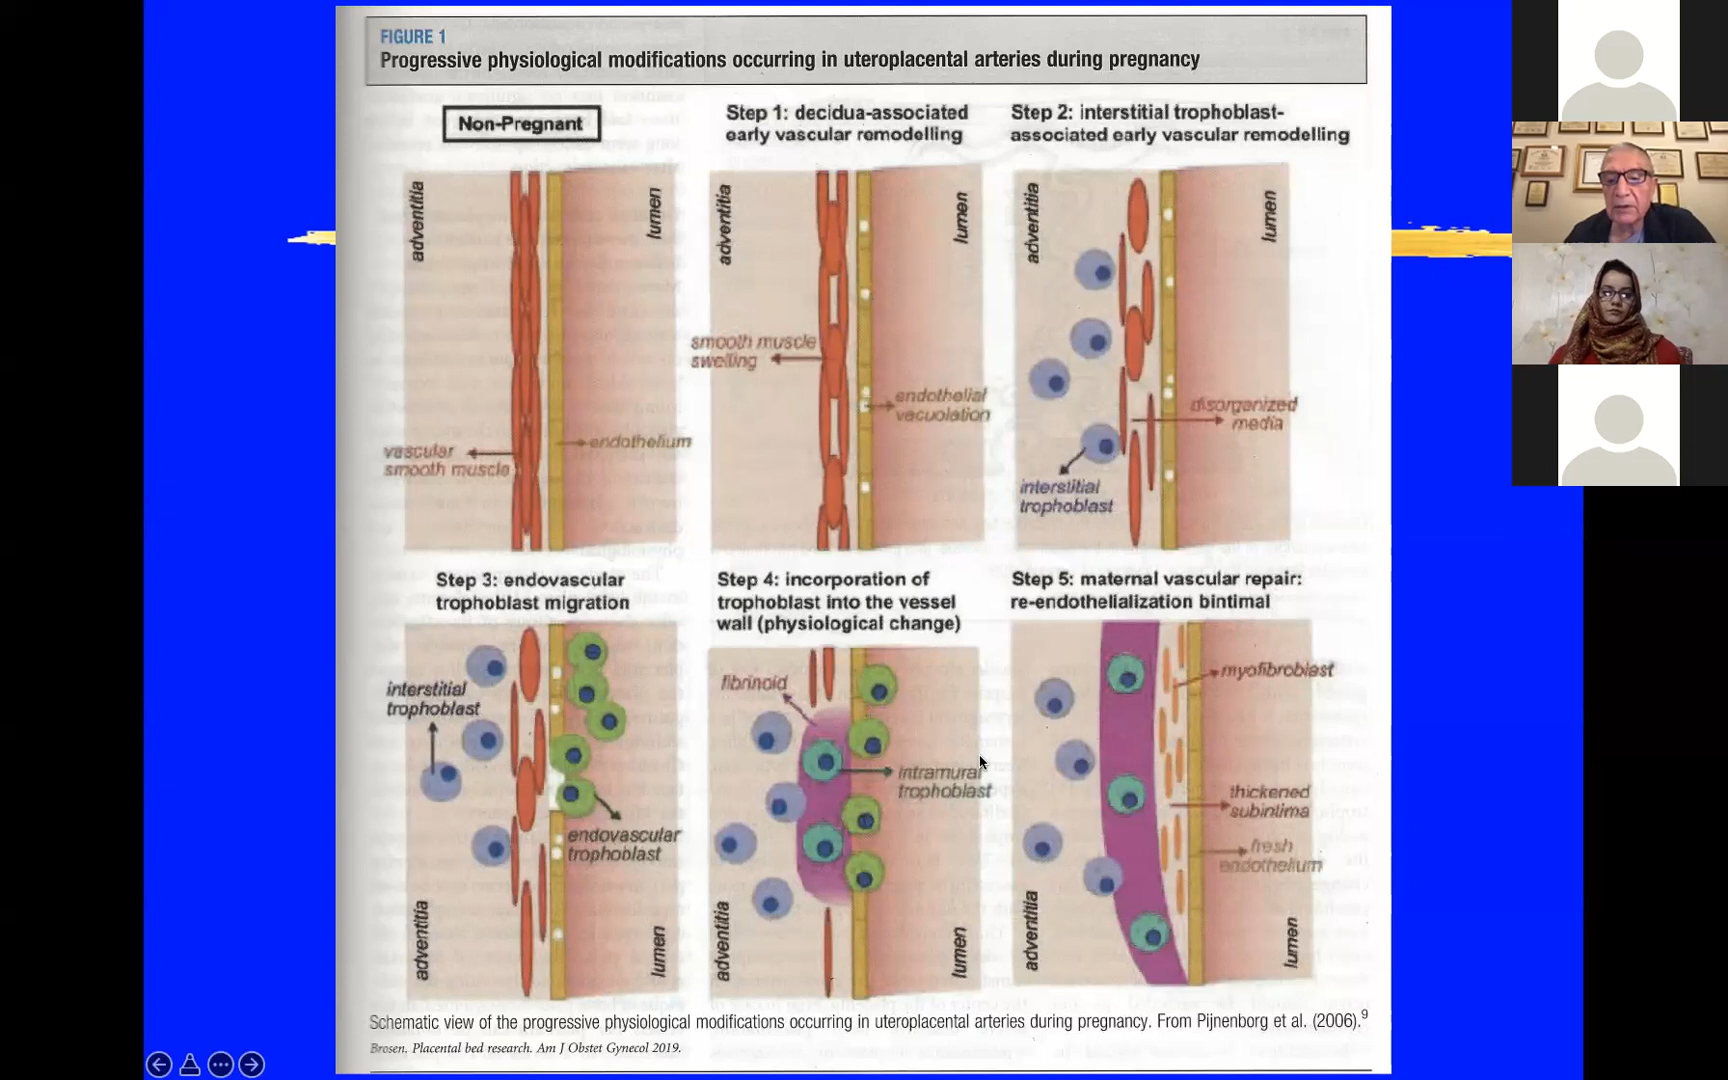 FIGURE 1
Progressive physiological modifications occurring in uteroplacental arteries during pregnancy
Non-Pregnant
adventitia
lumen
vascular
smooth muscle
endothelium
Step 1: decidua-associated
early vascular remodelling
adventitia
lumen
smooth muscle
swelling
endothelial
vacuolation
Step 2: interstitial trophoblast-
associated early vascular remodelling
adventitia
lumen
disorganized
media
interstitial
trophoblast
Step 3: endovascular
trophoblast migration
interstitial
trophoblast
endovascular
trophoblast
adventitia
lumen
Step 4: incorporation of
trophoblast into the vessel
wall (physiological change)
fibrinoid
intramural
trophoblast
adventitia
lumen
Step 5: maternal vascular repair:
re-endothelialization bintimal
myofibroblast
thickened
subintima
fresh
endothelium
adventitia
lumen
Schematic view of the progressive physiological modifications occurring in uteroplacental arteries during pregnancy. From Pijnenborg et al. (2006).9
Brosen. Placental bed research. Am J Obstet Gynecol 2019.